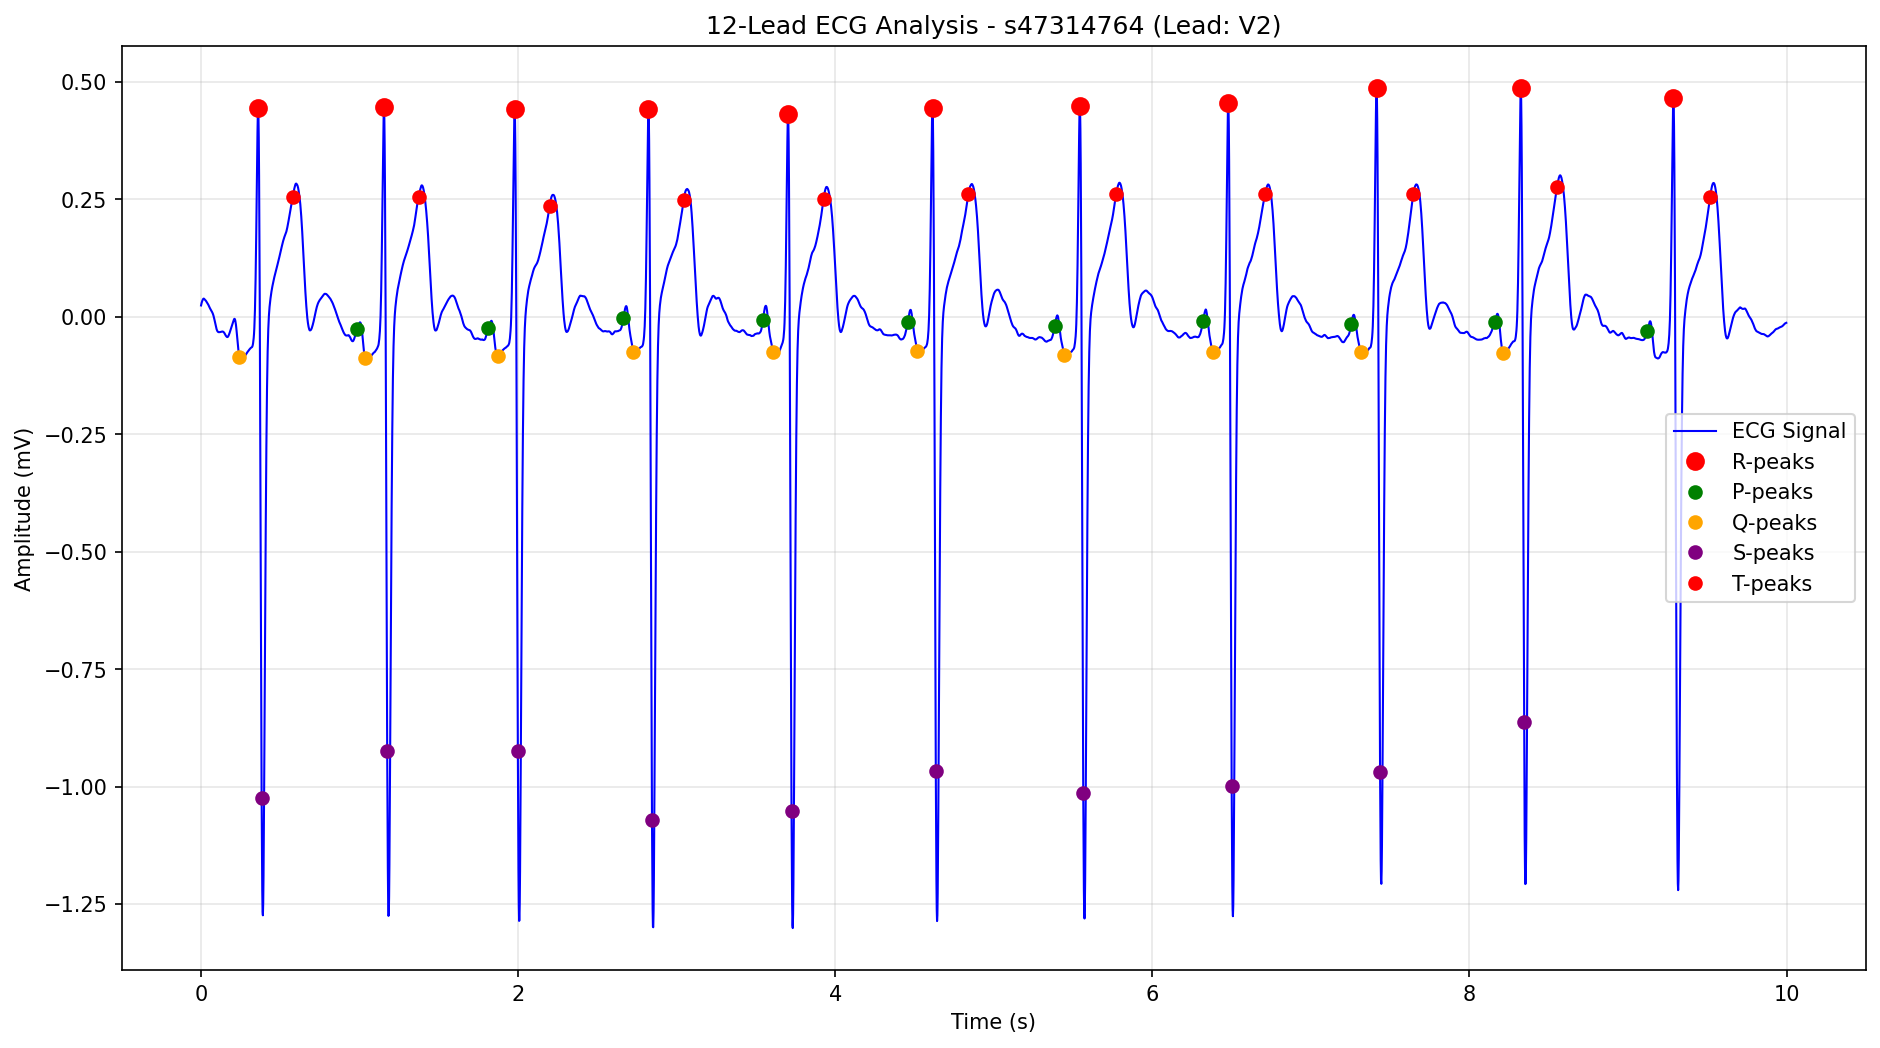 12-Lead ECG Analysis - s47314764 (Lead: V2)
0.50
0.25
0.00
−0.25
−0.50
−0.75
−1.00
−1.25
Amplitude (mV)
ECG Signal
R-peaks
P-peaks
Q-peaks
S-peaks
T-peaks
0 2 4 6 8 10
Time (s)